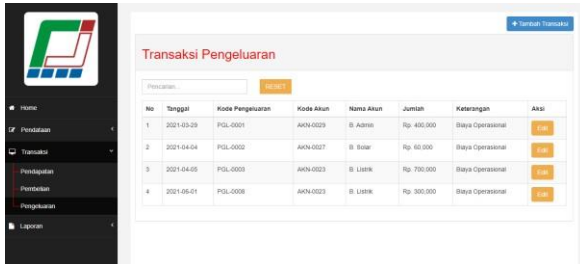 + Tambah Transaksi
Transaksi Pengeluaran
Pencarian...
RESET
Home
Pendataan
Transaksi
Pendapatan
Pembelian
Pengeluaran
Laporan
No Tanggal Kode Pengeluaran Kode Akun Nama Akun Jumlah Keterangan Aksi
1 2021-03-29 PGL-0001 AKN-0029 B. Admin Rp. 400,000 Biaya Operasional Edit
2 2021-04-04 PGL-0002 AKN-0027 B. Solar Rp. 60,000 Biaya Operasional Edit
3 2021-04-05 PGL-0003 AKN-0023 B. Listrik Rp. 700,000 Biaya Operasional Edit
4 2021-06-01 PGL-0008 AKN-0023 B. Listrik Rp. 300,000 Biaya Operasional Edit